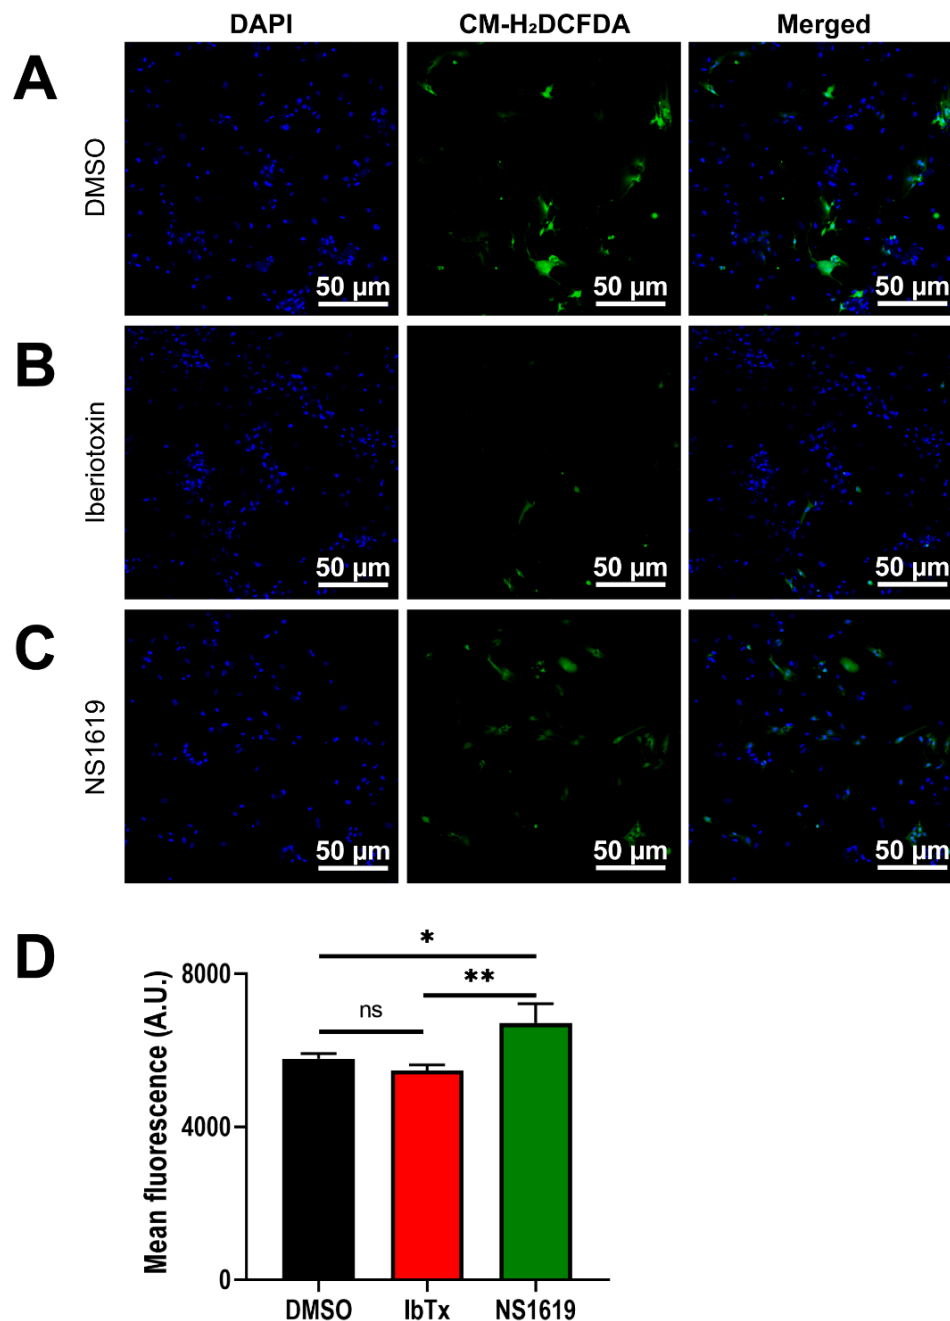 DAPI CM-H₂DCFDA Merged
A
DMSO
50 µm 50 µm 50 µm
B
Iberiotoxin
50 µm 50 µm 50 µm
C
NS1619
50 µm 50 µm 50 µm
D
*
**
ns
Mean fluorescence (A.U.)
8000
4000
0
DMSO IbTx NS1619